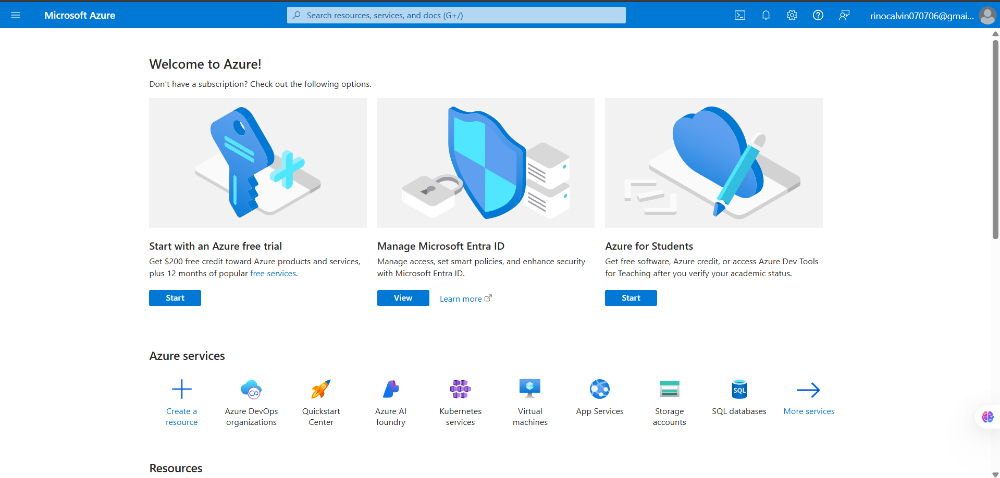 Microsoft Azure
Search resources, services, and docs (G+/)
rinocalvin070706@gmai...
Welcome to Azure!
Don't have a subscription? Check out the following options.
Start with an Azure free trial
Get $200 free credit toward Azure products and services,
plus 12 months of popular free services.
Start
Manage Microsoft Entra ID
Manage access, set smart policies, and enhance security
with Microsoft Entra ID.
View
Learn more
Azure for Students
Get free software, Azure credit, or access Azure Dev Tools
for Teaching after you verify your academic status.
Start
Azure services
Create a
resource
Azure DevOps
organizations
Quickstart
Center
Azure AI
foundry
Kubernetes
services
Virtual
machines
App Services
Storage
accounts
SQL
SQL databases
More services
Resources